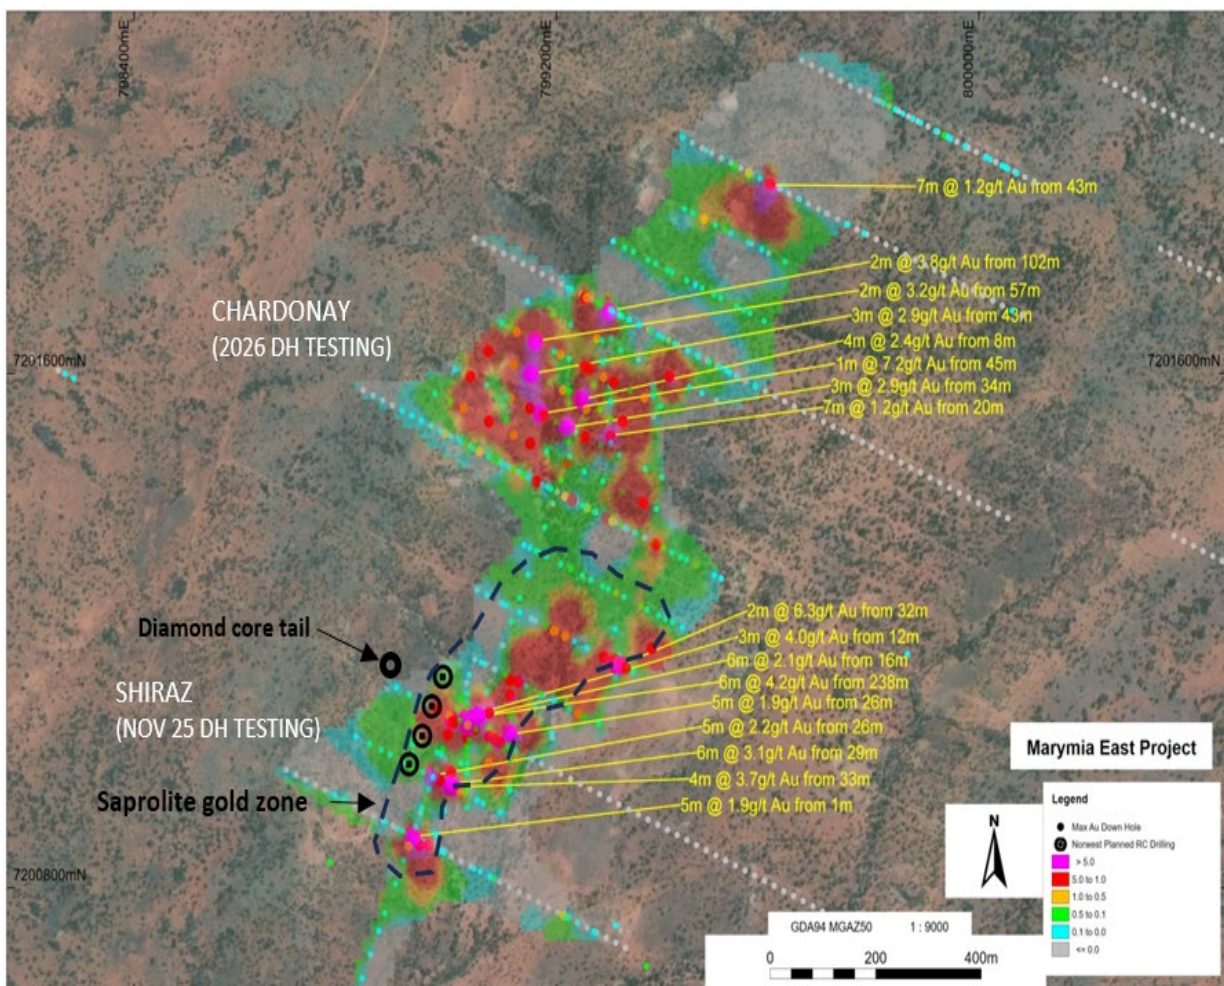 798400mE
799200mE
800000mE
7m @ 1.2g/t Au from 43m
2m @ 3.8g/t Au from 102m
2m @ 3.2g/t Au from 57m
3m @ 2.9g/t Au from 43m
4m @ 2.4g/t Au from 8m
1m @ 7.2g/t Au from 45m
3m @ 2.9g/t Au from 34m
7m @ 1.2g/t Au from 20m
CHARDONAY
(2026 DH TESTING)
7201600mN
7201600mN
2m @ 6.3g/t Au from 32m
3m @ 4.0g/t Au from 12m
6m @ 2.1g/t Au from 16m
6m @ 4.2g/t Au from 238m
5m @ 1.9g/t Au from 26m
5m @ 2.2g/t Au from 26m
6m @ 3.1g/t Au from 29m
4m @ 3.7g/t Au from 33m
5m @ 1.9g/t Au from 1m
Diamond core tail
SHIRAZ
(NOV 25 DH TESTING)
Saprolite gold zone
7200800mN
Marymia East Project
Legend
Max Au Down Hole
Norwest Planned RC Drilling
> 5.0
5.0 to 1.0
1.0 to 0.5
0.5 to 0.1
0.1 to 0.0
<= 0.0
N
GDA94 MGAZ50 1 : 9000
0 200 400m